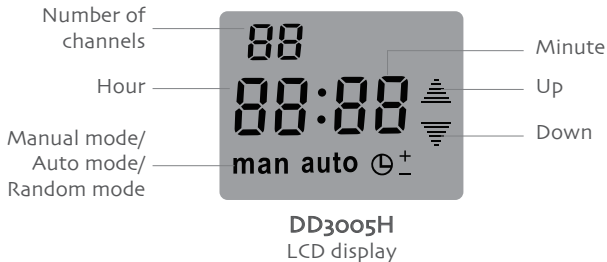 Number of
channels
88
Minute
Hour
88:88
Up
Down
Manual mode/
Auto mode/
Random mode
man auto + −
DD3005H
LCD display